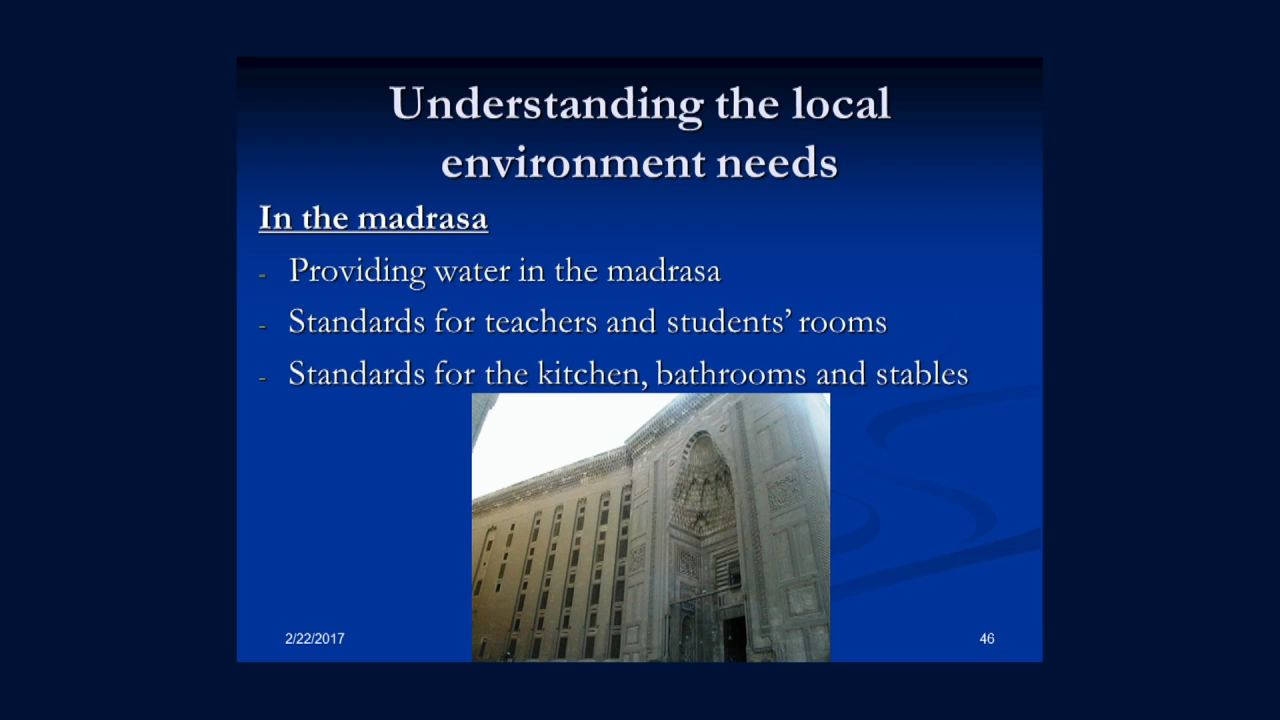 Understanding the local
environment needs
In the madrasa
- Providing water in the madrasa
- Standards for teachers and students’ rooms
- Standards for the kitchen, bathrooms and stables
2/22/2017
46